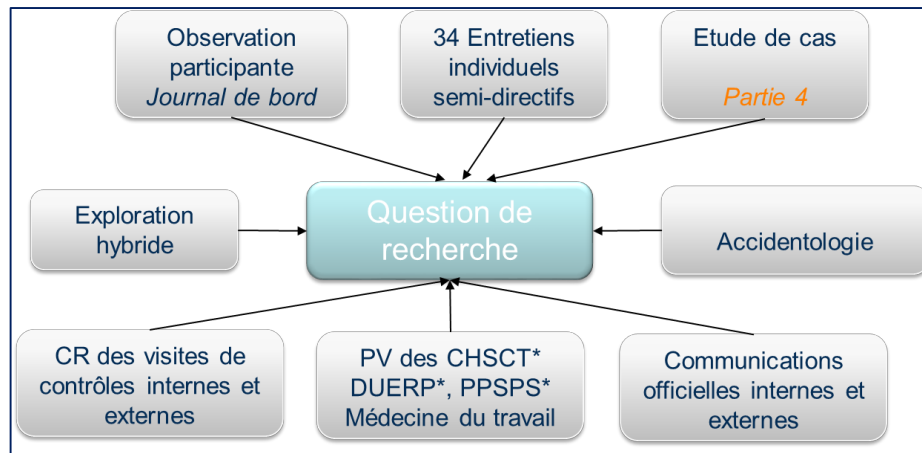 Observation
participante
Journal de bord
34 Entretiens
individuels
semi-directifs
Etude de cas
Partie 4
Exploration
hybride
Question de
recherche
Accidentologie
CR des visites de
contrôles internes et
externes
PV des CHSCT*
DUERP*, PPSPS*
Médecine du travail
Communications
officielles internes et
externes